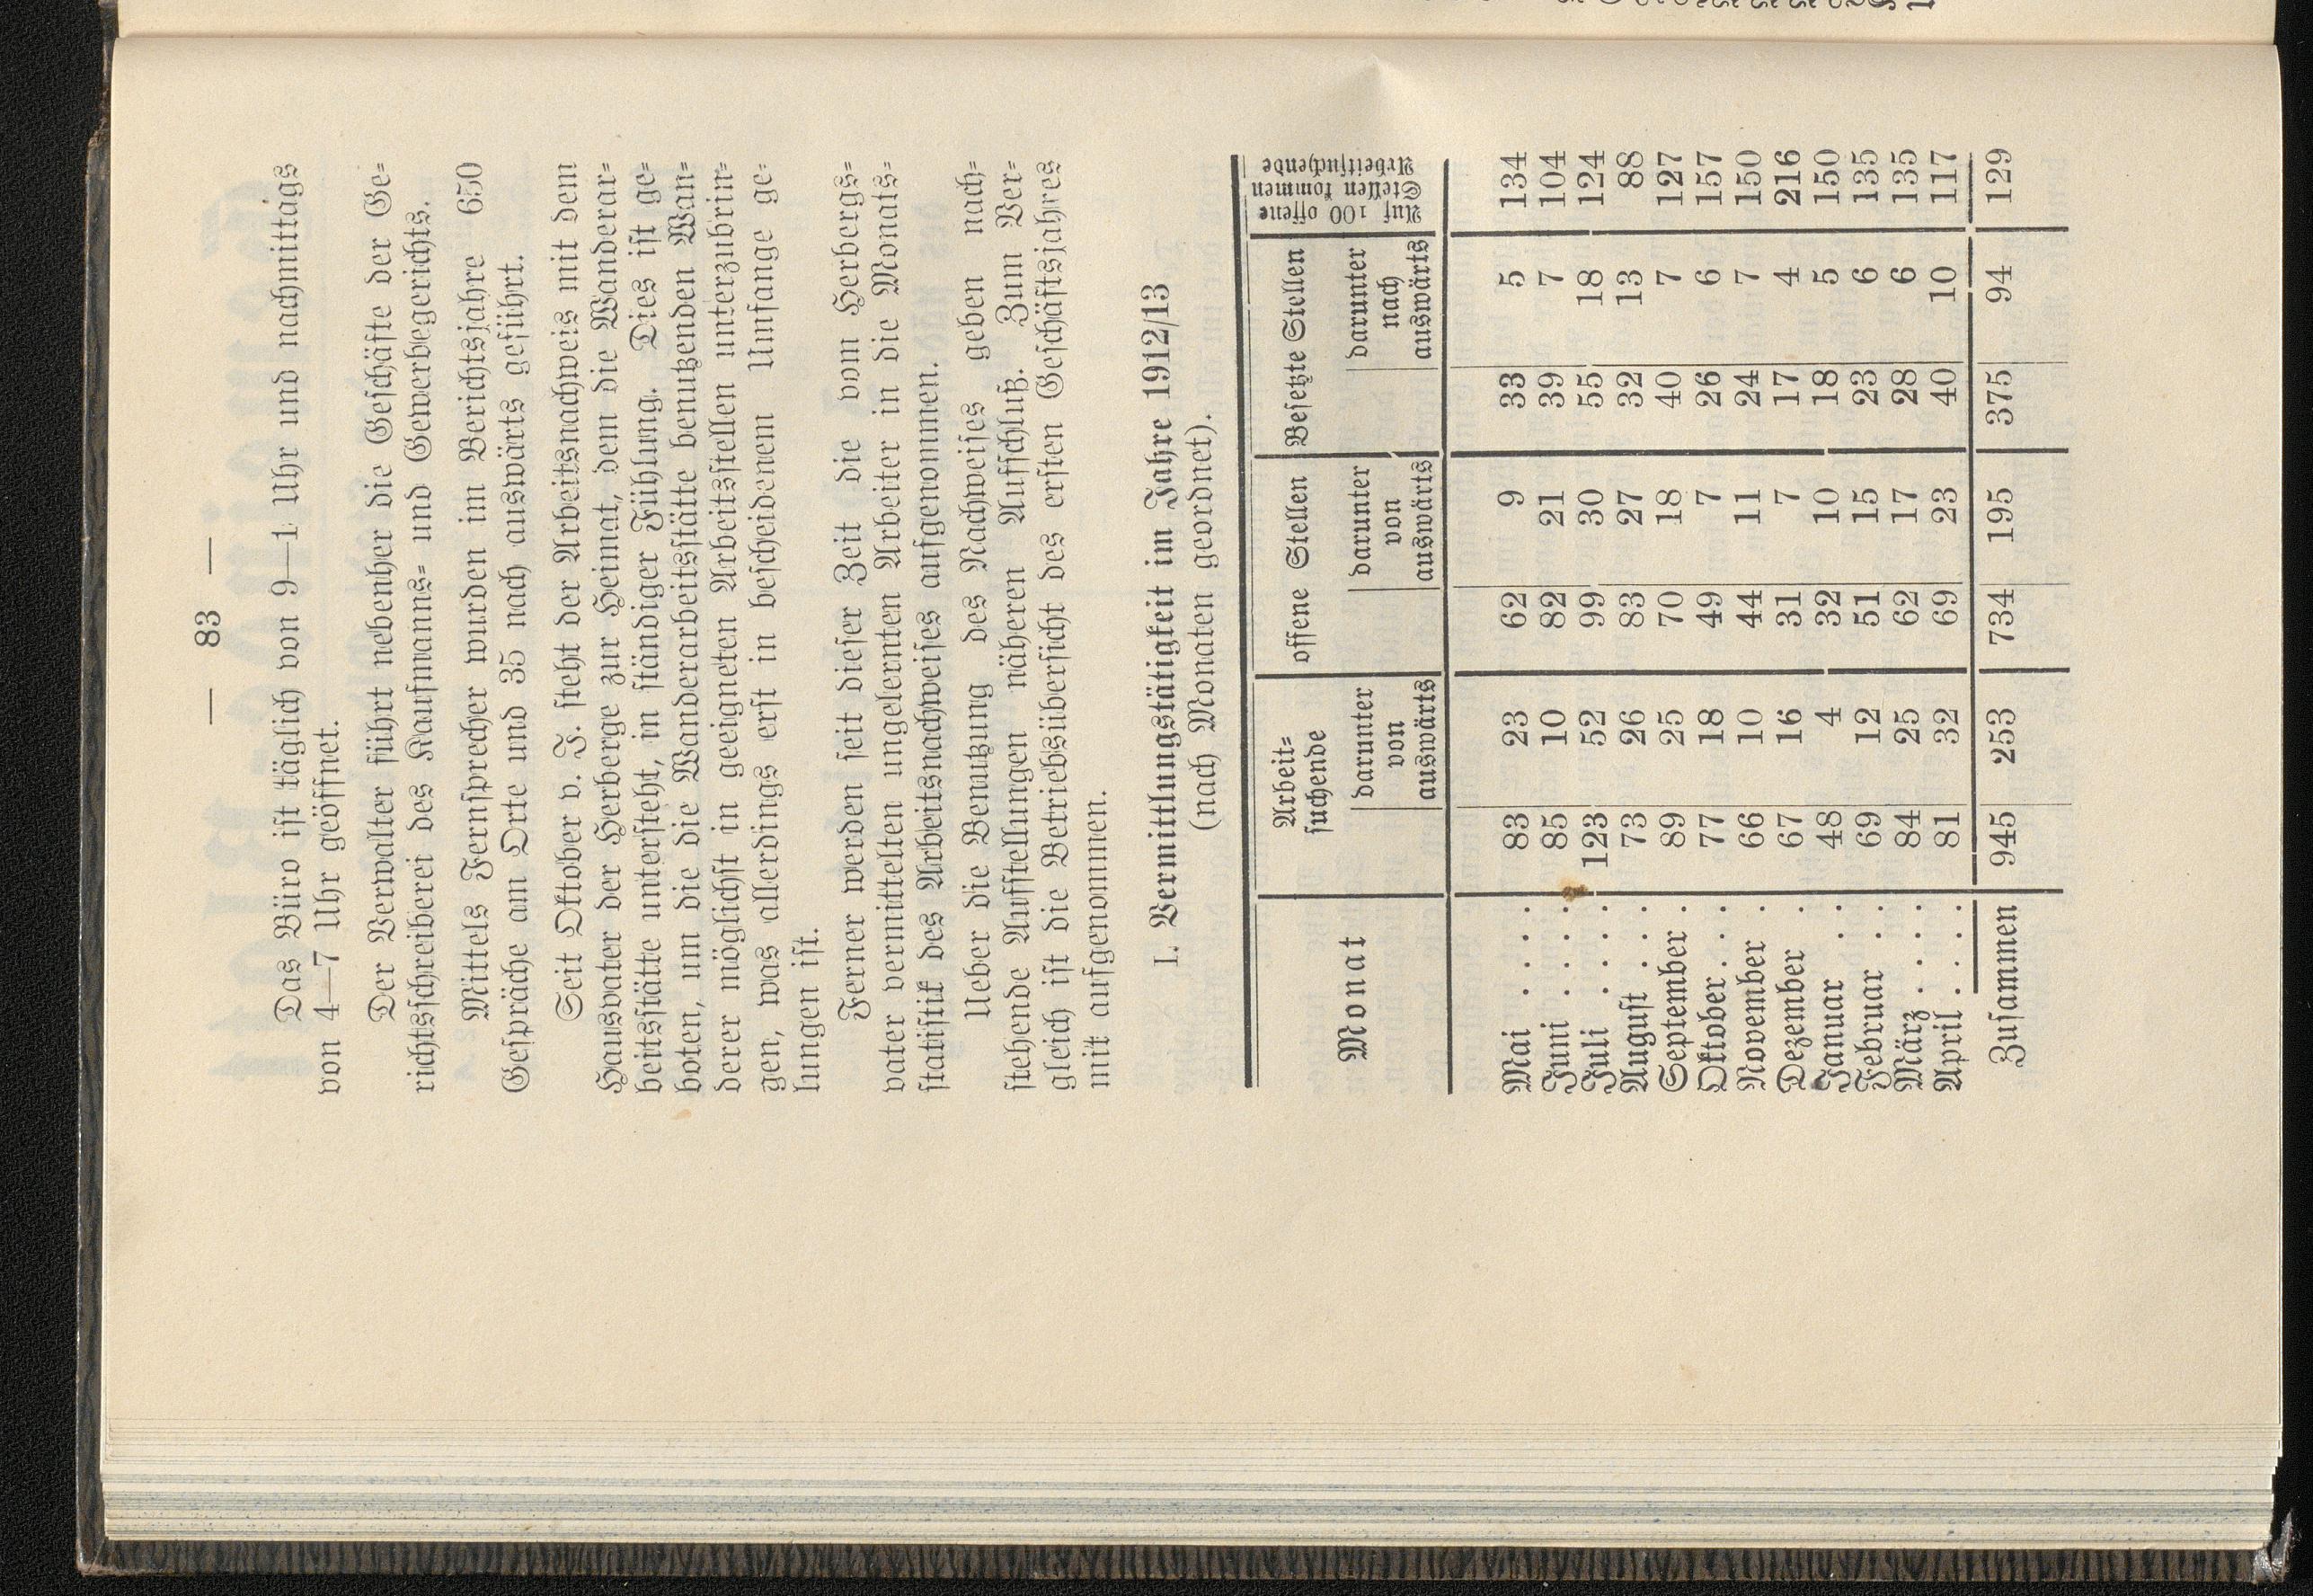 — 83 —
Das Büro ist täglich von 9—1 Uhr und nachmittags
von 4—7 Uhr geöffnet.
Der Verwalter führt nebenher die Geschäfte der Ge=
richtsschreiberei des Kaufmanns= und Gewerbegerichts.
Mittels Fernsprecher wurden im Berichtsjahre 650
Gespräche am Orte und 35 nach auswärts geführt.
Seit Oktober v. J. steht der Arbeitsnachweis mit dem
Hausvater der Herberge zur Heimat, dem die Wanderar=
beitsstätte untersteht, in ständiger Fühlung. Dies ist ge=
boten, um die die Wanderarbeitsstätte benutzenden Wan=
derer möglichst in geeigneten Arbeitsstellen unterzubrin=
gen, was allerdings erst in bescheidenem Umfange ge=
lungen ist.
Ferner werden seit dieser Zeit die vom Herbergs=
vater vermittelten ungelernten Arbeiter in die Monats=
statistik des Arbeitsnachweises aufgenommen.
Ueber die Benutzung des Nachweises geben nach=
stehende Aufstellungen näheren Aufschluß. Zum Ver=
gleich ist die Betriebsübersicht des ersten Geschäftsjahres
mit aufgenommen.
I. Vermittlungstätigkeit im Jahre 1912/13
(nach Monaten geordnet).
Monat | Arbeit=suchende | darunter von auswärts | offene Stellen | darunter von auswärts | Besetzte Stellen | darunter nach auswärts | Auf 100 offene Stellen kommen Arbeitsuchende
Mai . . . . 83 23 62 9 33 5 134
Juni . . . . 85 10 82 21 39 7 104
Juli . . . . 123 52 99 30 55 18 124
August . . . 73 26 83 27 32 13 88
September . 89 25 70 18 40 7 127
Oktober . . . 77 18 49 7 26 6 157
November . 66 10 44 11 24 7 150
Dezember . 67 16 31 7 17 4 216
Januar . . 48 4 32 10 18 5 150
Februar . . 69 12 51 15 23 6 135
März . . . . 84 25 62 17 28 6 135
April . . . . 81 32 69 23 40 10 117
Zusammen 945 253 734 195 375 94 129